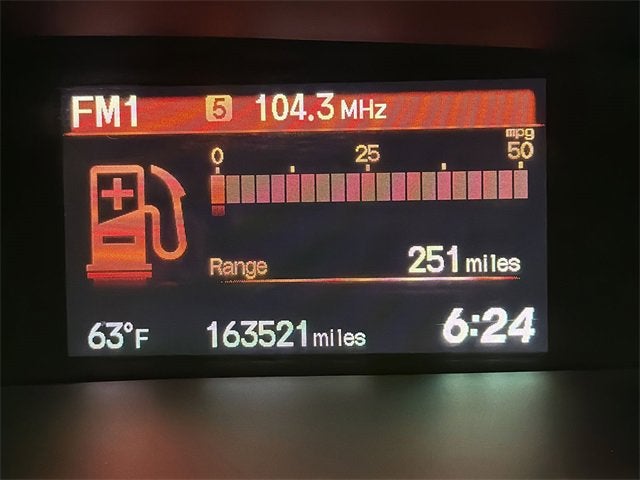 FM1 5 104.3 MHz
mpg
0 25 50
Range 251 miles
63°F 163521 miles 6:24